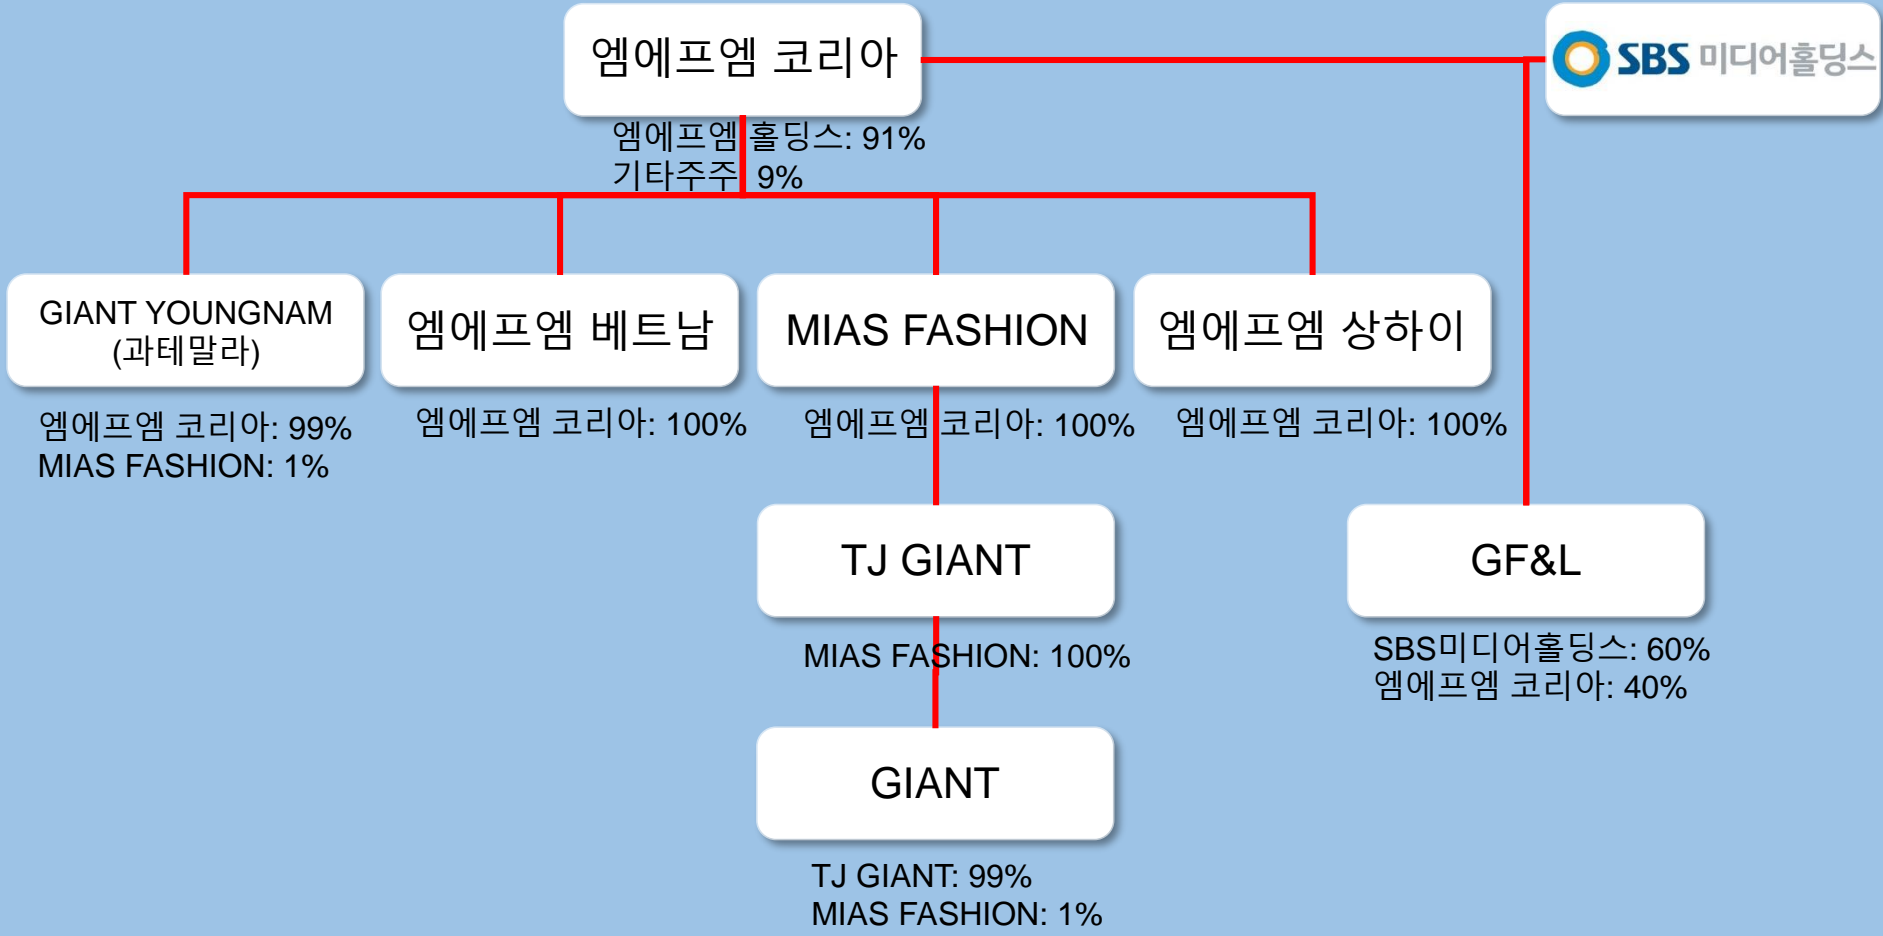 엠에프엠 코리아
SBS 미디어홀딩스
엠에프엠 홀딩스: 91%
기타주주 9%
GIANT YOUNGNAM
(과테말라)
엠에프엠 베트남
MIAS FASHION
엠에프엠 상하이
엠에프엠 코리아: 99%
MIAS FASHION: 1%
엠에프엠 코리아: 100%
엠에프엠 코리아: 100%
엠에프엠 코리아: 100%
TJ GIANT
GF&L
MIAS FASHION: 100%
SBS미디어홀딩스: 60%
엠에프엠 코리아: 40%
GIANT
TJ GIANT: 99%
MIAS FASHION: 1%